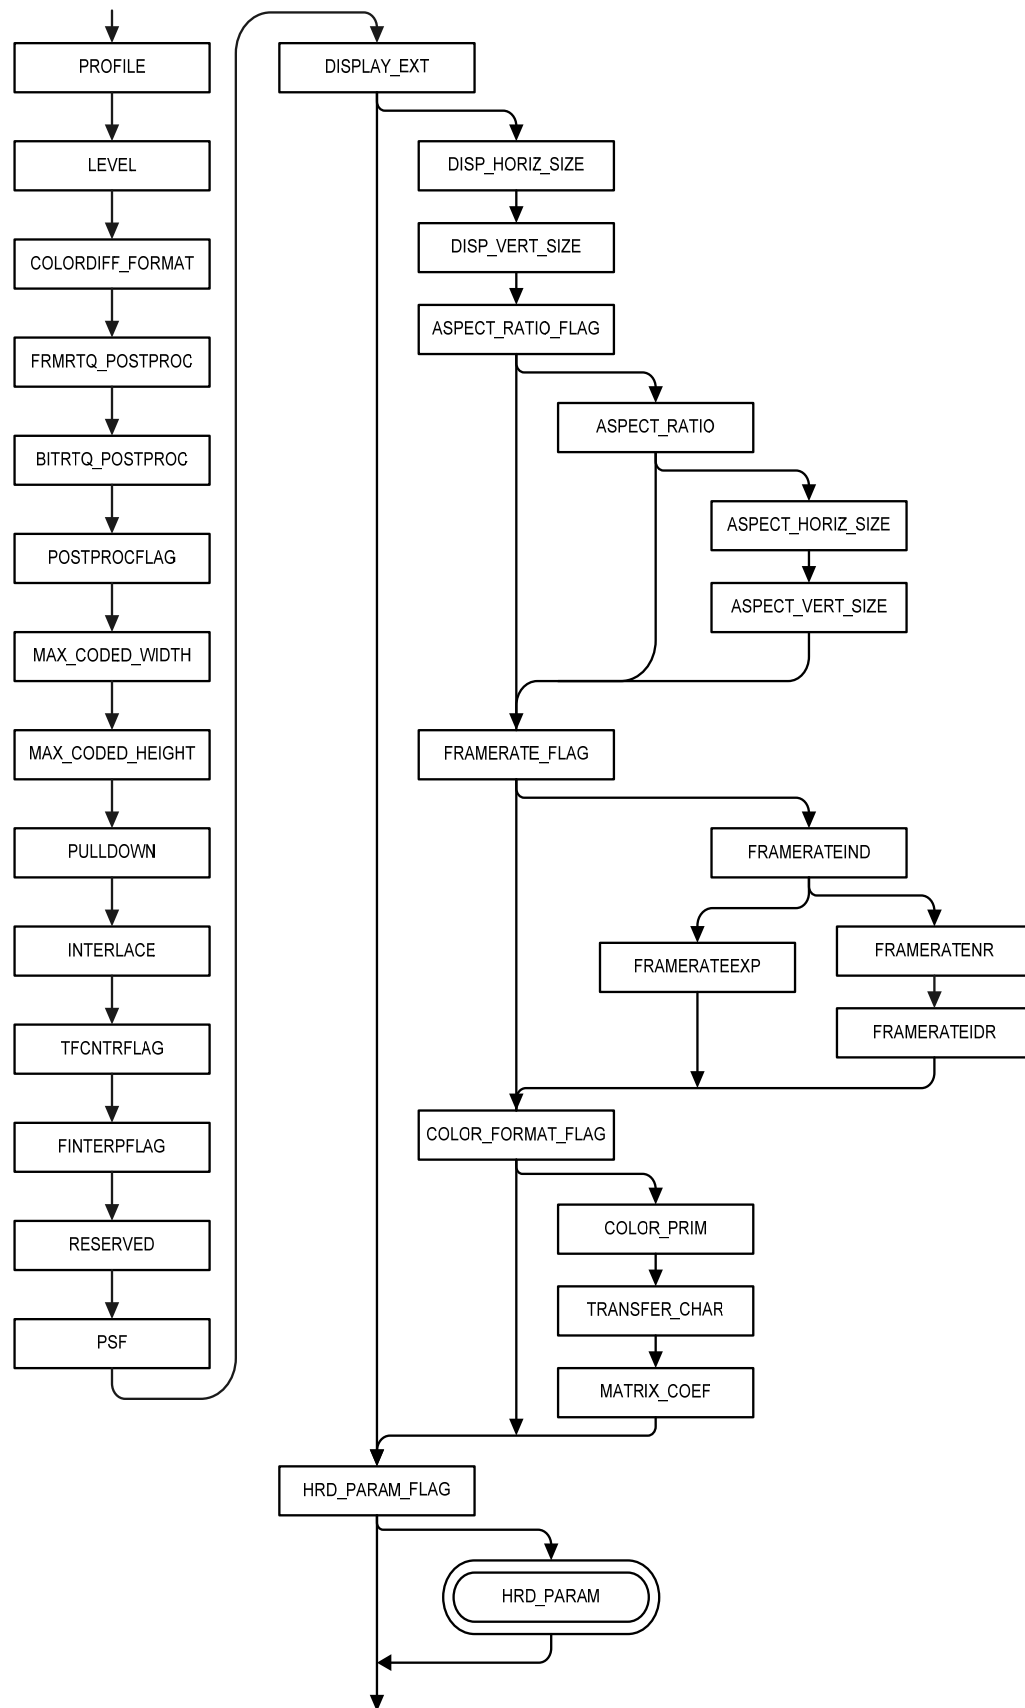 PROFILE
LEVEL
COLORDIFF_FORMAT
FRMRTQ_POSTPROC
BITRTQ_POSTPROC
POSTPROCFLAG
MAX_CODED_WIDTH
MAX_CODED_HEIGHT
PULLDOWN
INTERLACE
TFCNTRFLAG
FINTERPFLAG
RESERVED
PSF
DISPLAY_EXT
DISP_HORIZ_SIZE
DISP_VERT_SIZE
ASPECT_RATIO_FLAG
ASPECT_RATIO
ASPECT_HORIZ_SIZE
ASPECT_VERT_SIZE
FRAMERATE_FLAG
FRAMERATEIND
FRAMERATEEXP
FRAMERATENR
FRAMERATEIDR
COLOR_FORMAT_FLAG
COLOR_PRIM
TRANSFER_CHAR
MATRIX_COEF
HRD_PARAM_FLAG
HRD_PARAM